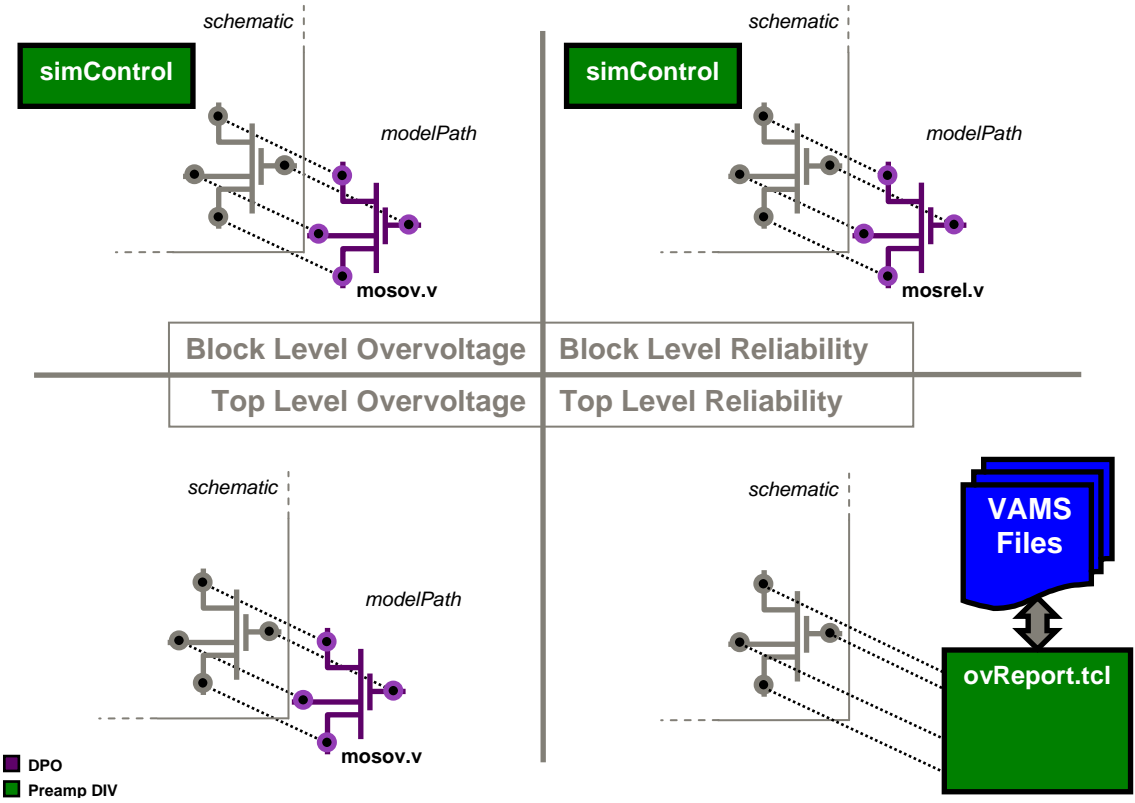 schematic
simControl
modelPath
mosov.v
schematic
simControl
modelPath
mosrel.v
Block Level Overvoltage
Block Level Reliability
Top Level Overvoltage
Top Level Reliability
schematic
modelPath
mosov.v
schematic
VAMS
Files
ovReport.tcl
DPO
Preamp DIV